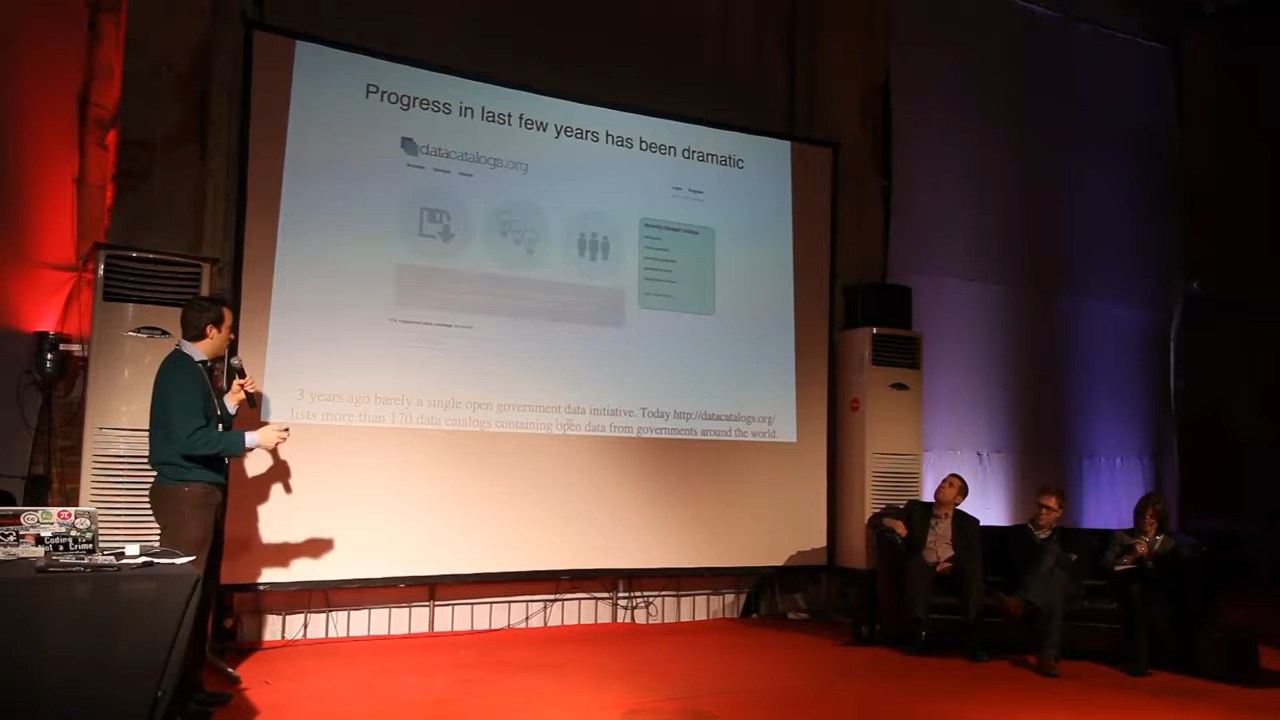 Progress in last few years has been dramatic
datacatalogs.org
3 years ago barely a single open government data initiative. Today http://datacatalogs.org/
lists more than 170 data catalogs containing open data from governments around the world.
Coding is
Not a Crime